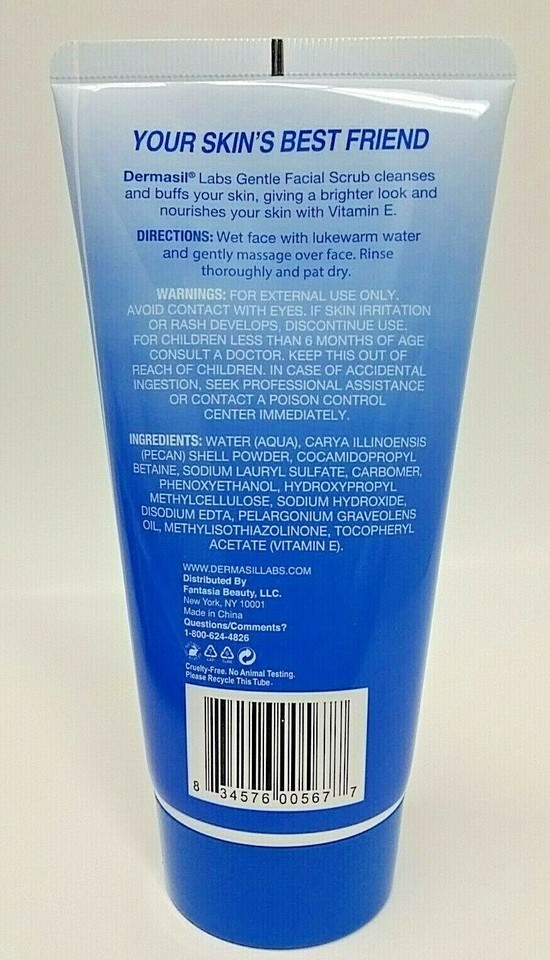 YOUR SKIN'S BEST FRIEND
Dermasil® Labs Gentle Facial Scrub cleanses
and buffs your skin, giving a brighter look and
nourishes your skin with Vitamin E.
DIRECTIONS: Wet face with lukewarm water
and gently massage over face. Rinse
thoroughly and pat dry.
WARNINGS: FOR EXTERNAL USE ONLY.
AVOID CONTACT WITH EYES. IF SKIN IRRITATION
OR RASH DEVELOPS, DISCONTINUE USE.
FOR CHILDREN LESS THAN 6 MONTHS OF AGE
CONSULT A DOCTOR. KEEP THIS OUT OF
REACH OF CHILDREN. IN CASE OF ACCIDENTAL
INGESTION, SEEK PROFESSIONAL ASSISTANCE
OR CONTACT A POISON CONTROL
CENTER IMMEDIATELY.
INGREDIENTS: WATER (AQUA), CARYA ILLINOENSIS
(PECAN) SHELL POWDER, COCAMIDOPROPYL
BETAINE, SODIUM LAURYL SULFATE, CARBOMER,
PHENOXYETHANOL, HYDROXYPROPYL
METHYLCELLULOSE, SODIUM HYDROXIDE,
DISODIUM EDTA, PELARGONIUM GRAVEOLENS
OIL, METHYLISOTHIAZOLINONE, TOCOPHERYL
ACETATE (VITAMIN E).
WWW.DERMASILLABS.COM
Distributed By
Fantasia Beauty, LLC.
New York, NY 10001
Made in China
Questions/Comments?
1-800-624-4826
Cruelty-Free. No Animal Testing.
Please Recycle This Tube.
8 34576 00567 7